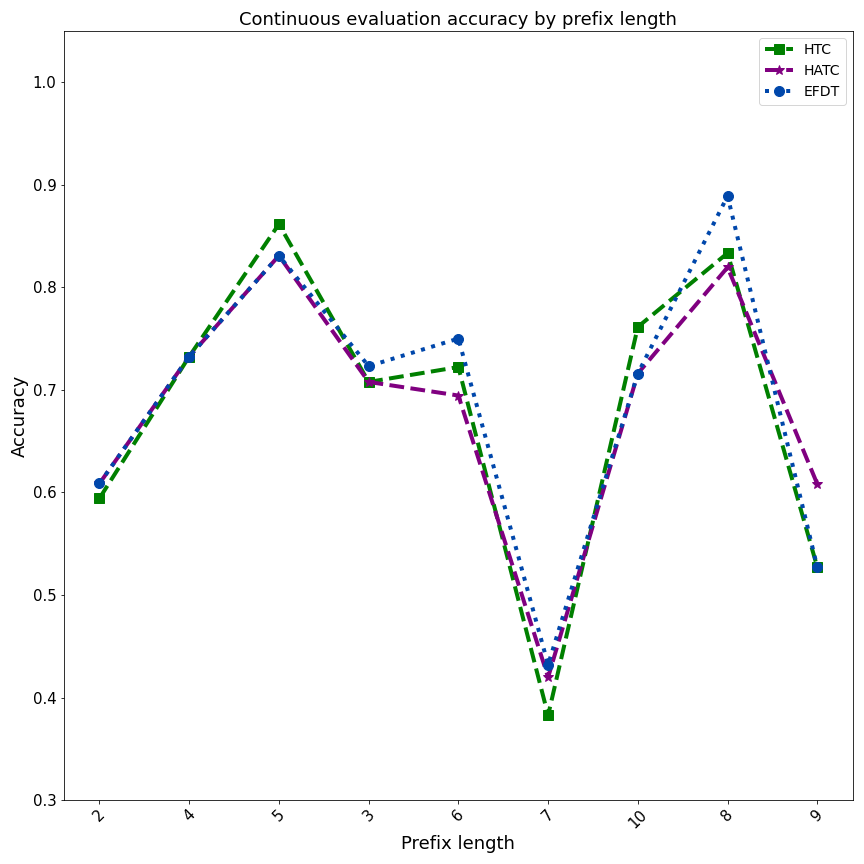 Continuous evaluation accuracy by prefix length
HTC
HATC
EFDT
1.0
0.9
0.8
0.7
0.6
0.5
0.4
0.3
Accuracy
2 4 5 3 6 7 10 8 9
Prefix length